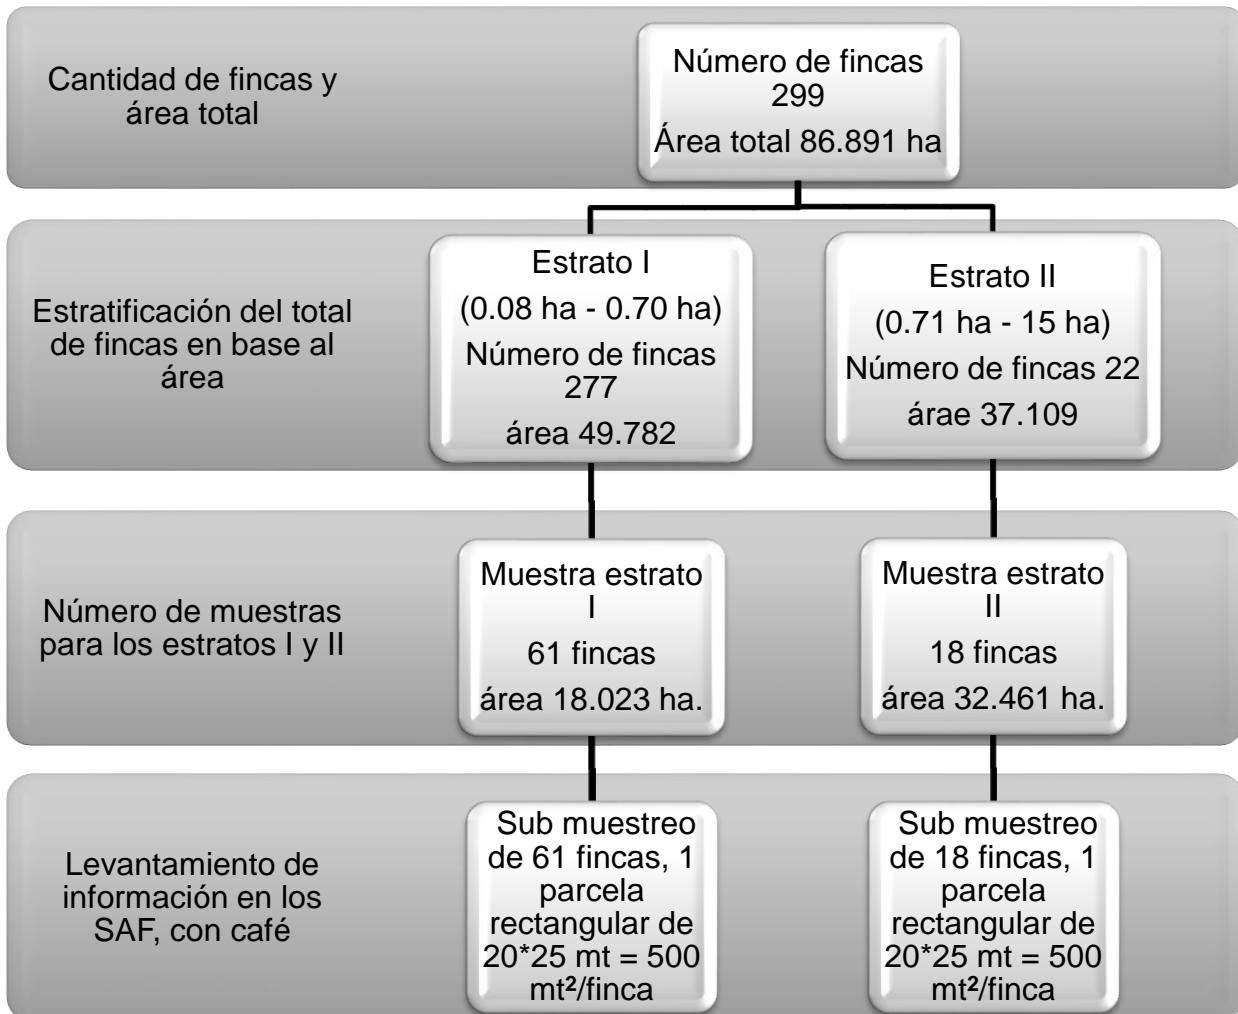 Cantidad de fincas y
área total
Número de fincas
299
Área total 86.891 ha
Estratificación del total
de fincas en base al
área
Estrato I
(0.08 ha - 0.70 ha)
Número de fincas
277
área 49.782
Estrato II
(0.71 ha - 15 ha)
Número de fincas 22
árae 37.109
Número de muestras
para los estratos I y II
Muestra estrato
I
61 fincas
área 18.023 ha.
Muestra estrato
II
18 fincas
área 32.461 ha.
Levantamiento de
información en los
SAF, con café
Sub muestreo
de 61 fincas, 1
parcela
rectangular de
20*25 mt = 500
mt²/finca
Sub muestreo
de 18 fincas, 1
parcela
rectangular de
20*25 mt = 500
mt²/finca